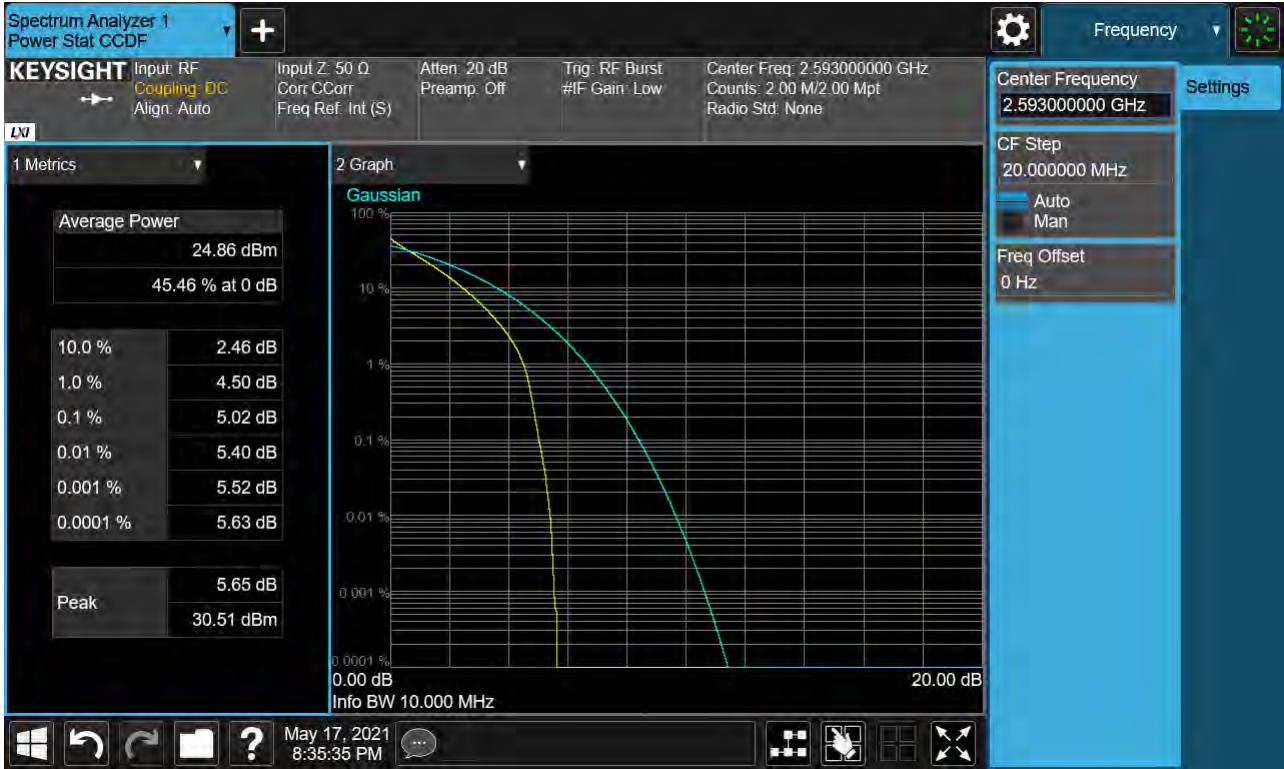 Spectrum Analyzer 1
Power Stat CCDF
+
Frequency
KEYSIGHT
LXI
Input: RF
Coupling: DC
Align: Auto
Input Z: 50 Ω
Corr CCorr
Freq Ref: Int (S)
Atten: 20 dB
Preamp: Off
Trig: RF Burst
#IF Gain: Low
Center Freq: 2.593000000 GHz
Counts: 2.00 M/2.00 Mpt
Radio Std: None
1 Metrics
Average Power
24.86 dBm
45.46 % at 0 dB
10.0 % 2.46 dB
1.0 % 4.50 dB
0.1 % 5.02 dB
0.01 % 5.40 dB
0.001 % 5.52 dB
0.0001 % 5.63 dB
Peak
5.65 dB
30.51 dBm
2 Graph
Gaussian
100 %
10 %
1 %
0.1 %
0.01 %
0.001 %
0.0001 %
0.00 dB 20.00 dB
Info BW 10.000 MHz
Center Frequency
2.593000000 GHz
CF Step
20.000000 MHz
Auto
Man
Freq Offset
0 Hz
Settings
?
May 17, 2021
8:35:35 PM